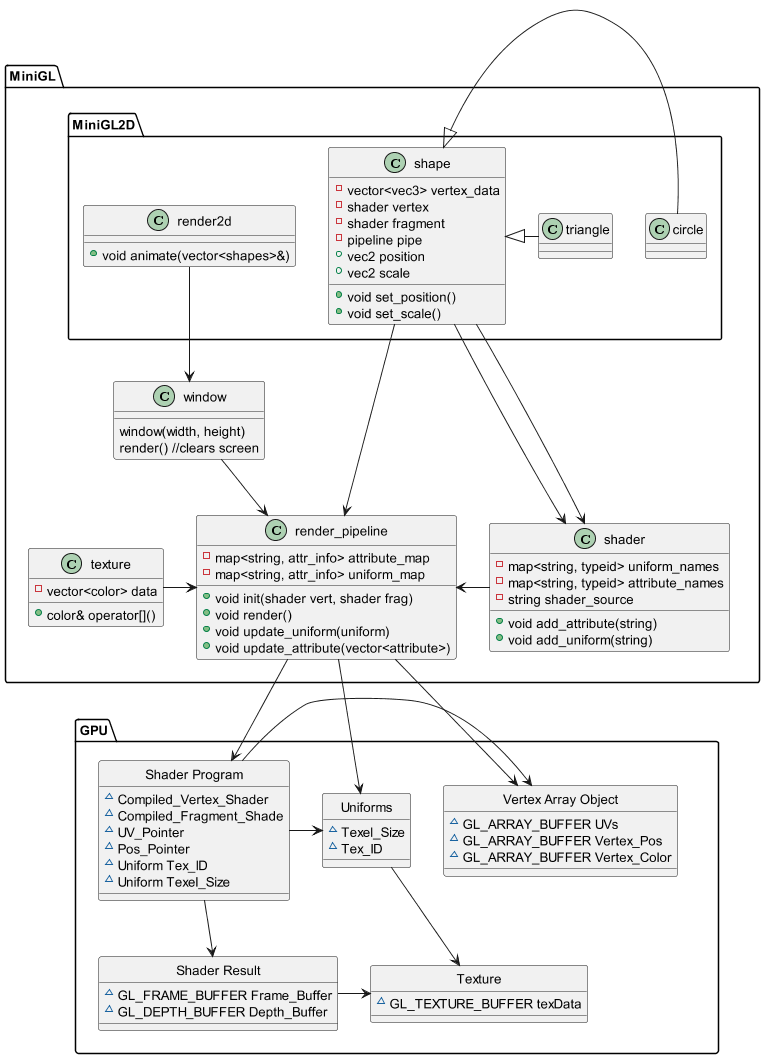 MiniGL
MiniGL2D
C shape
vector<vec3> vertex_data
shader vertex
shader fragment
pipeline pipe
vec2 position
vec2 scale
void set_position()
void set_scale()
C render2d
void animate(vector<shapes>&)
C triangle
C circle
C window
window(width, height)
render() //clears screen
C texture
vector<color> data
color& operator[]()
C render_pipeline
map<string, attr_info> attribute_map
map<string, attr_info> uniform_map
void init(shader vert, shader frag)
void render()
void update_uniform(uniform)
void update_attribute(vector<attribute>)
C shader
map<string, typeid> uniform_names
map<string, typeid> attribute_names
string shader_source
void add_attribute(string)
void add_uniform(string)
GPU
Shader Program
Compiled_Vertex_Shader
Compiled_Fragment_Shade
UV_Pointer
Pos_Pointer
Uniform Tex_ID
Uniform Texel_Size
Uniforms
Texel_Size
Tex_ID
Vertex Array Object
GL_ARRAY_BUFFER UVs
GL_ARRAY_BUFFER Vertex_Pos
GL_ARRAY_BUFFER Vertex_Color
Shader Result
GL_FRAME_BUFFER Frame_Buffer
GL_DEPTH_BUFFER Depth_Buffer
Texture
GL_TEXTURE_BUFFER texData